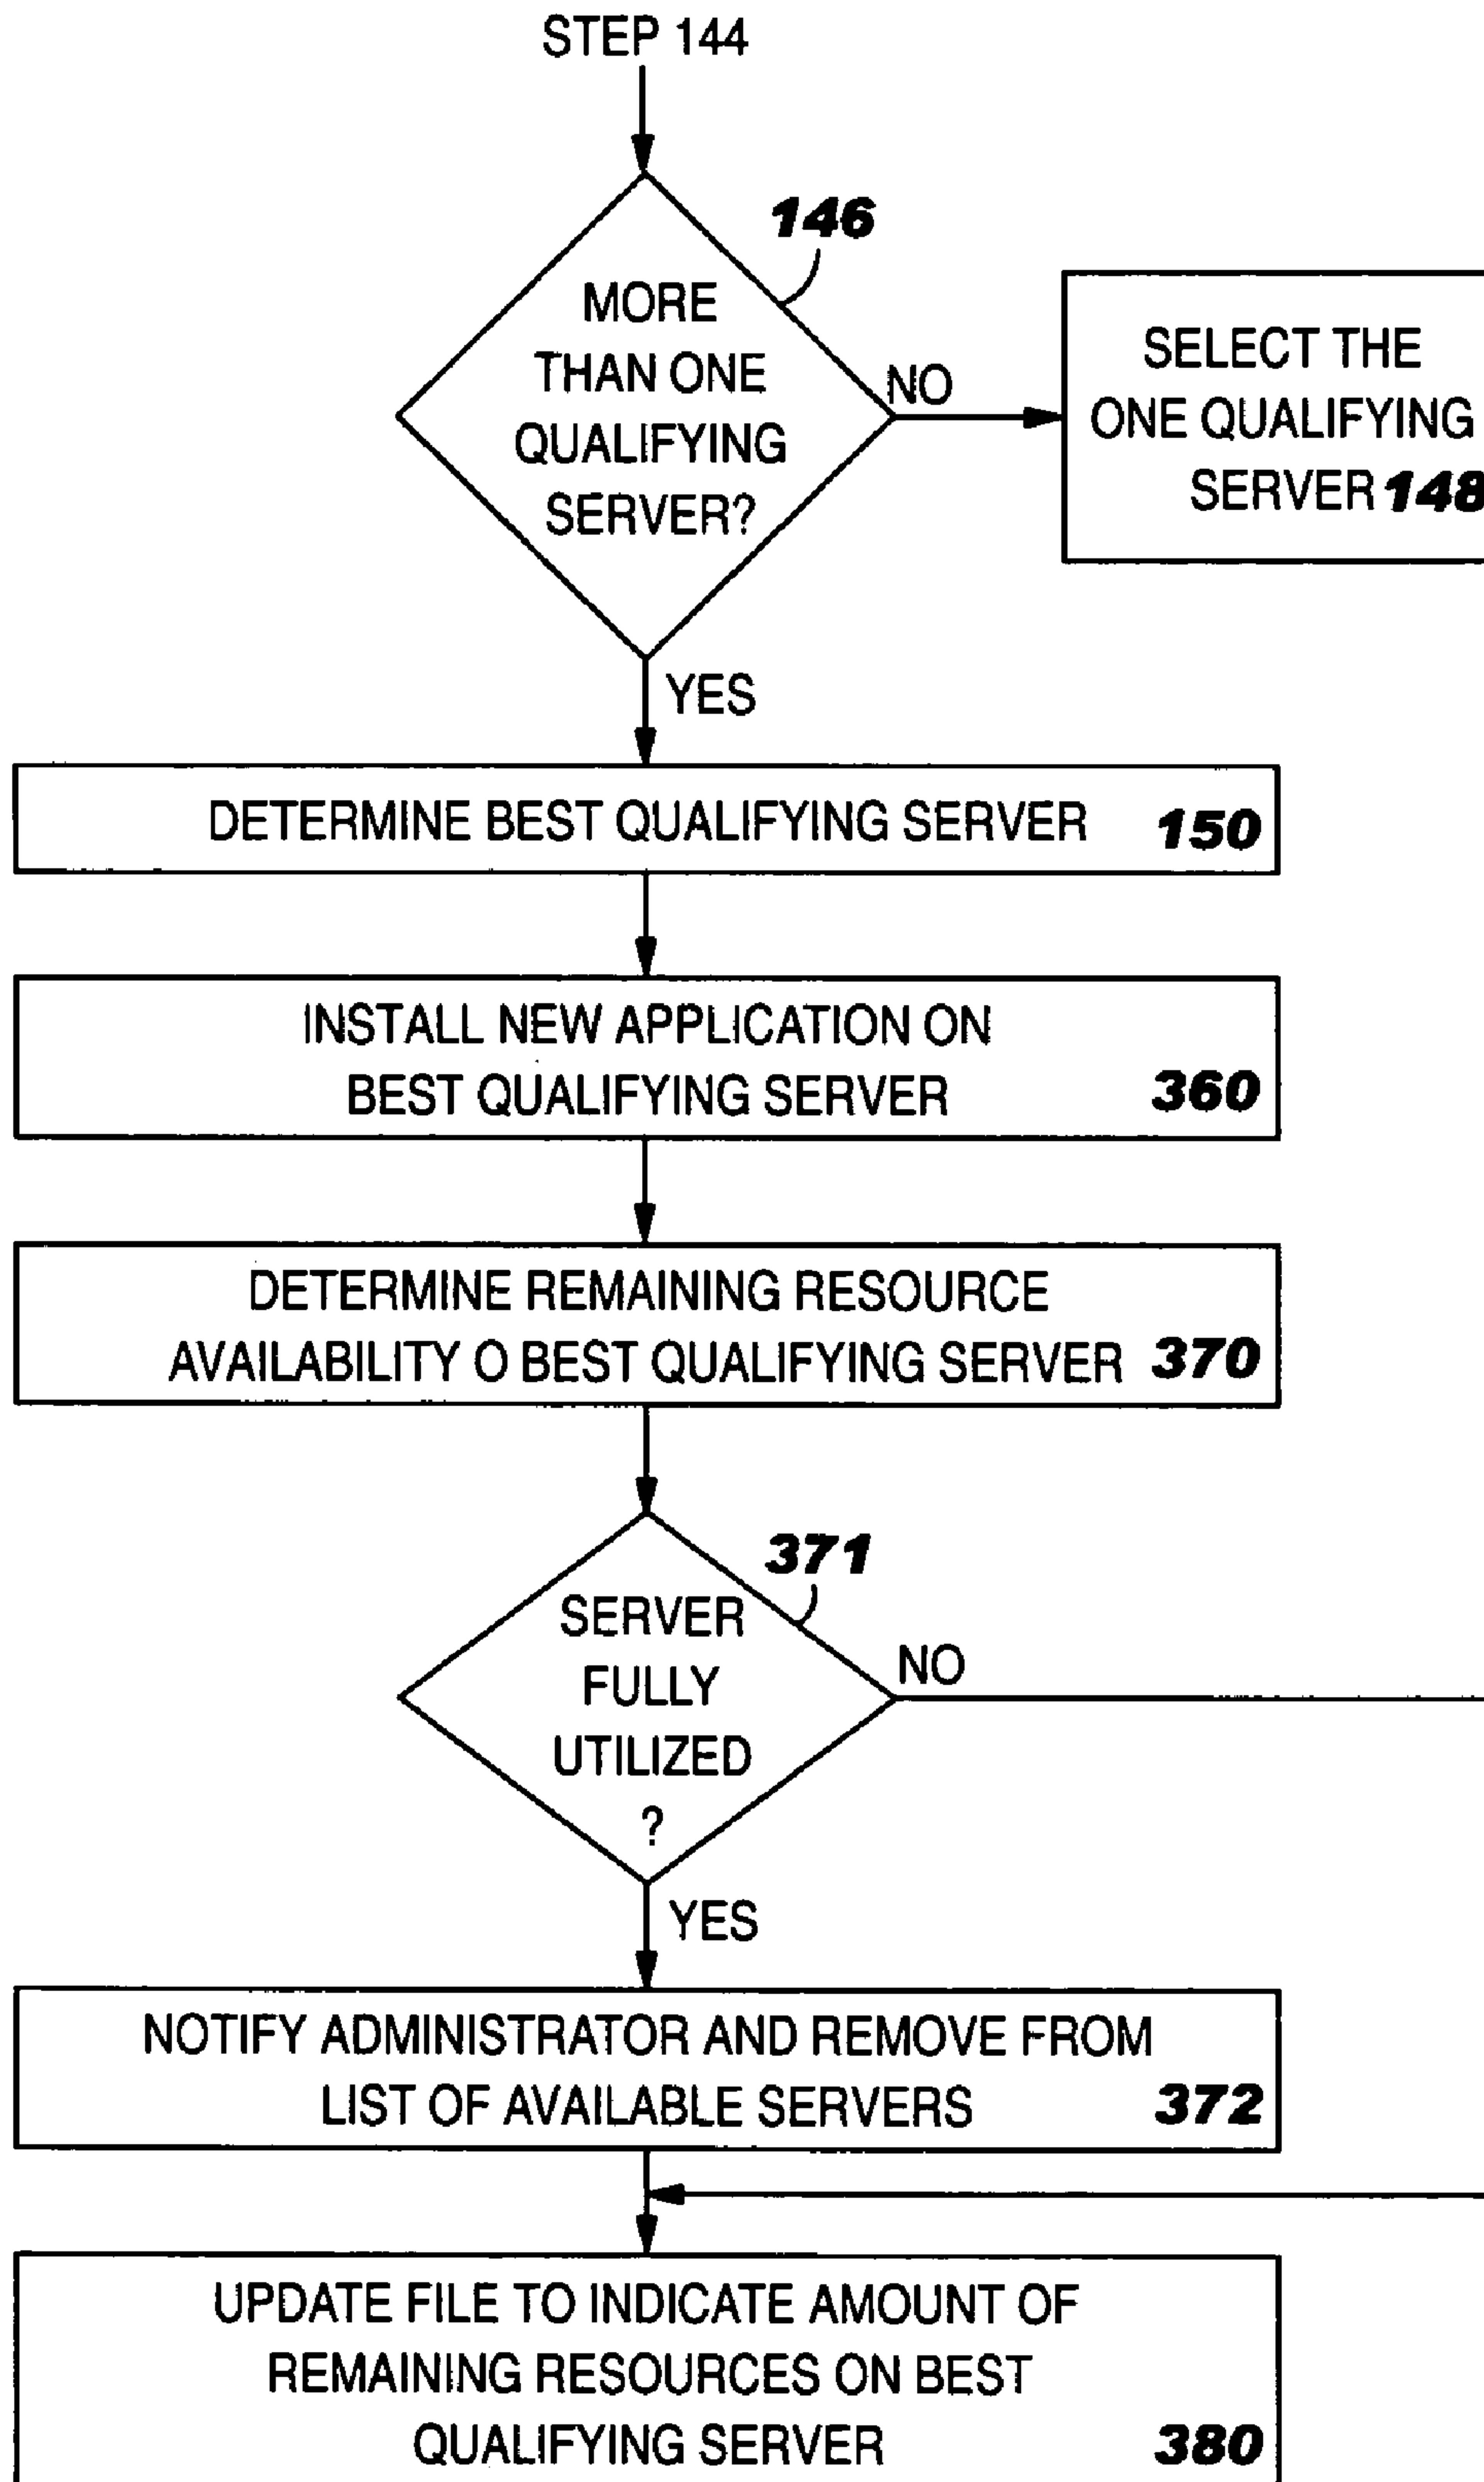 STEP 144
146
MORE
THAN ONE
QUALIFYING
SERVER?
NO
SELECT THE
ONE QUALIFYING
SERVER 148
YES
DETERMINE BEST QUALIFYING SERVER 150
INSTALL NEW APPLICATION ON
BEST QUALIFYING SERVER 360
DETERMINE REMAINING RESOURCE
AVAILABILITY O BEST QUALIFYING SERVER 370
371
SERVER
FULLY
UTILIZED
?
NO
YES
NOTIFY ADMINISTRATOR AND REMOVE FROM
LIST OF AVAILABLE SERVERS 372
UPDATE FILE TO INDICATE AMOUNT OF
REMAINING RESOURCES ON BEST
QUALIFYING SERVER 380